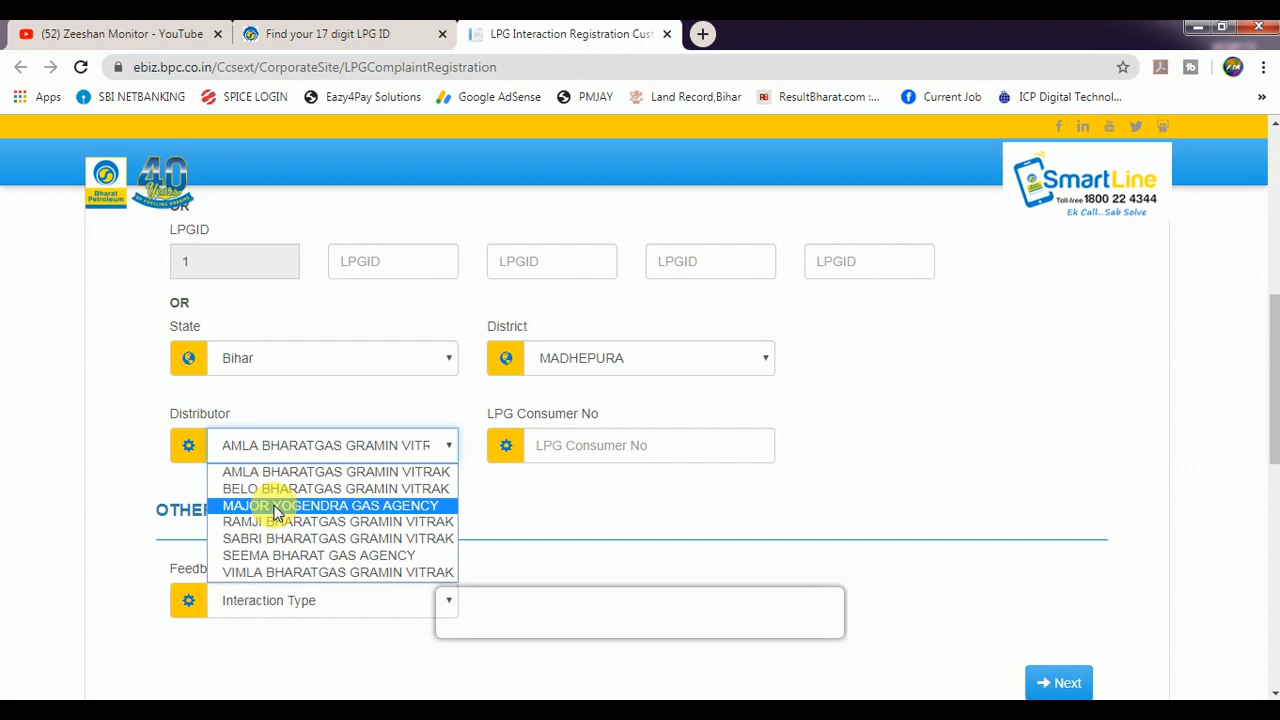 (52) Zeeshan Monitor - YouTube
Find your 17 digit LPG ID
LPG Interaction Registration Cust
ebiz.bpc.co.in/Ccsext/CorporateSite/LPGComplaintRegistration
Apps
SBI NETBANKING
SPICE LOGIN
Eazy4Pay Solutions
Google AdSense
PMJAY
Land Record,Bihar
ResultBharat.com :...
Current Job
ICP Digital Technol...
Bharat Petroleum
40 Years
SmartLine
Toll-free 1800 22 4344
Ek Call...Sab Solve
OR
LPGID
1 LPGID LPGID LPGID LPGID
OR
State District
Bihar MADHEPURA
Distributor LPG Consumer No
AMLA BHARATGAS GRAMIN VITR LPG Consumer No
AMLA BHARATGAS GRAMIN VITRAK
BELO BHARATGAS GRAMIN VITRAK
MAJOR YOGENDRA GAS AGENCY
RAMJI BHARATGAS GRAMIN VITRAK
SABRI BHARATGAS GRAMIN VITRAK
SEEMA BHARAT GAS AGENCY
VIMLA BHARATGAS GRAMIN VITRAK
OTHE
Feedb
Interaction Type
Next